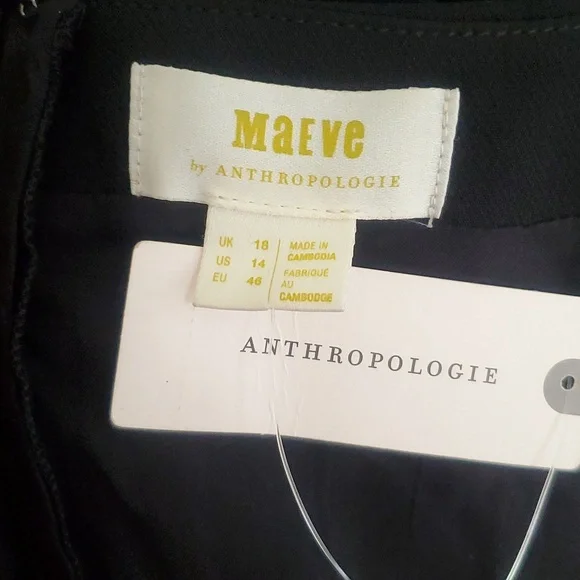 MaEVe
by ANTHROPOLOGIE
UK 18
US 14
EU 46
MADE IN
CAMBODIA
FABRIQUÉ
AU
CAMBODGE
ANTHROPOLOGIE